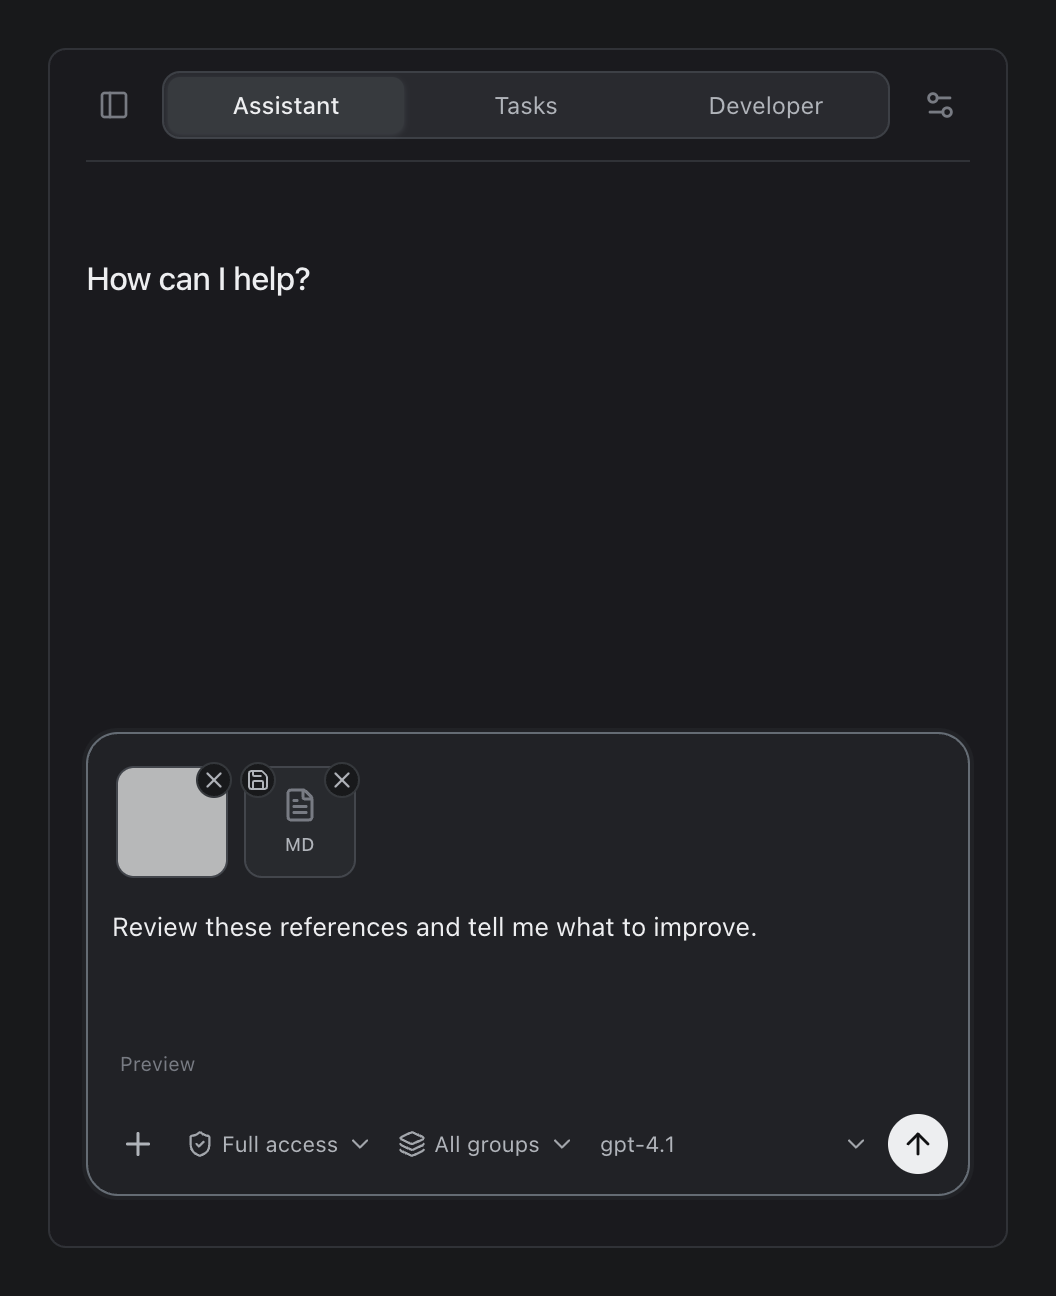 Assistant Tasks Developer
How can I help?
MD
Review these references and tell me what to improve.
Preview
Full access All groups gpt-4.1